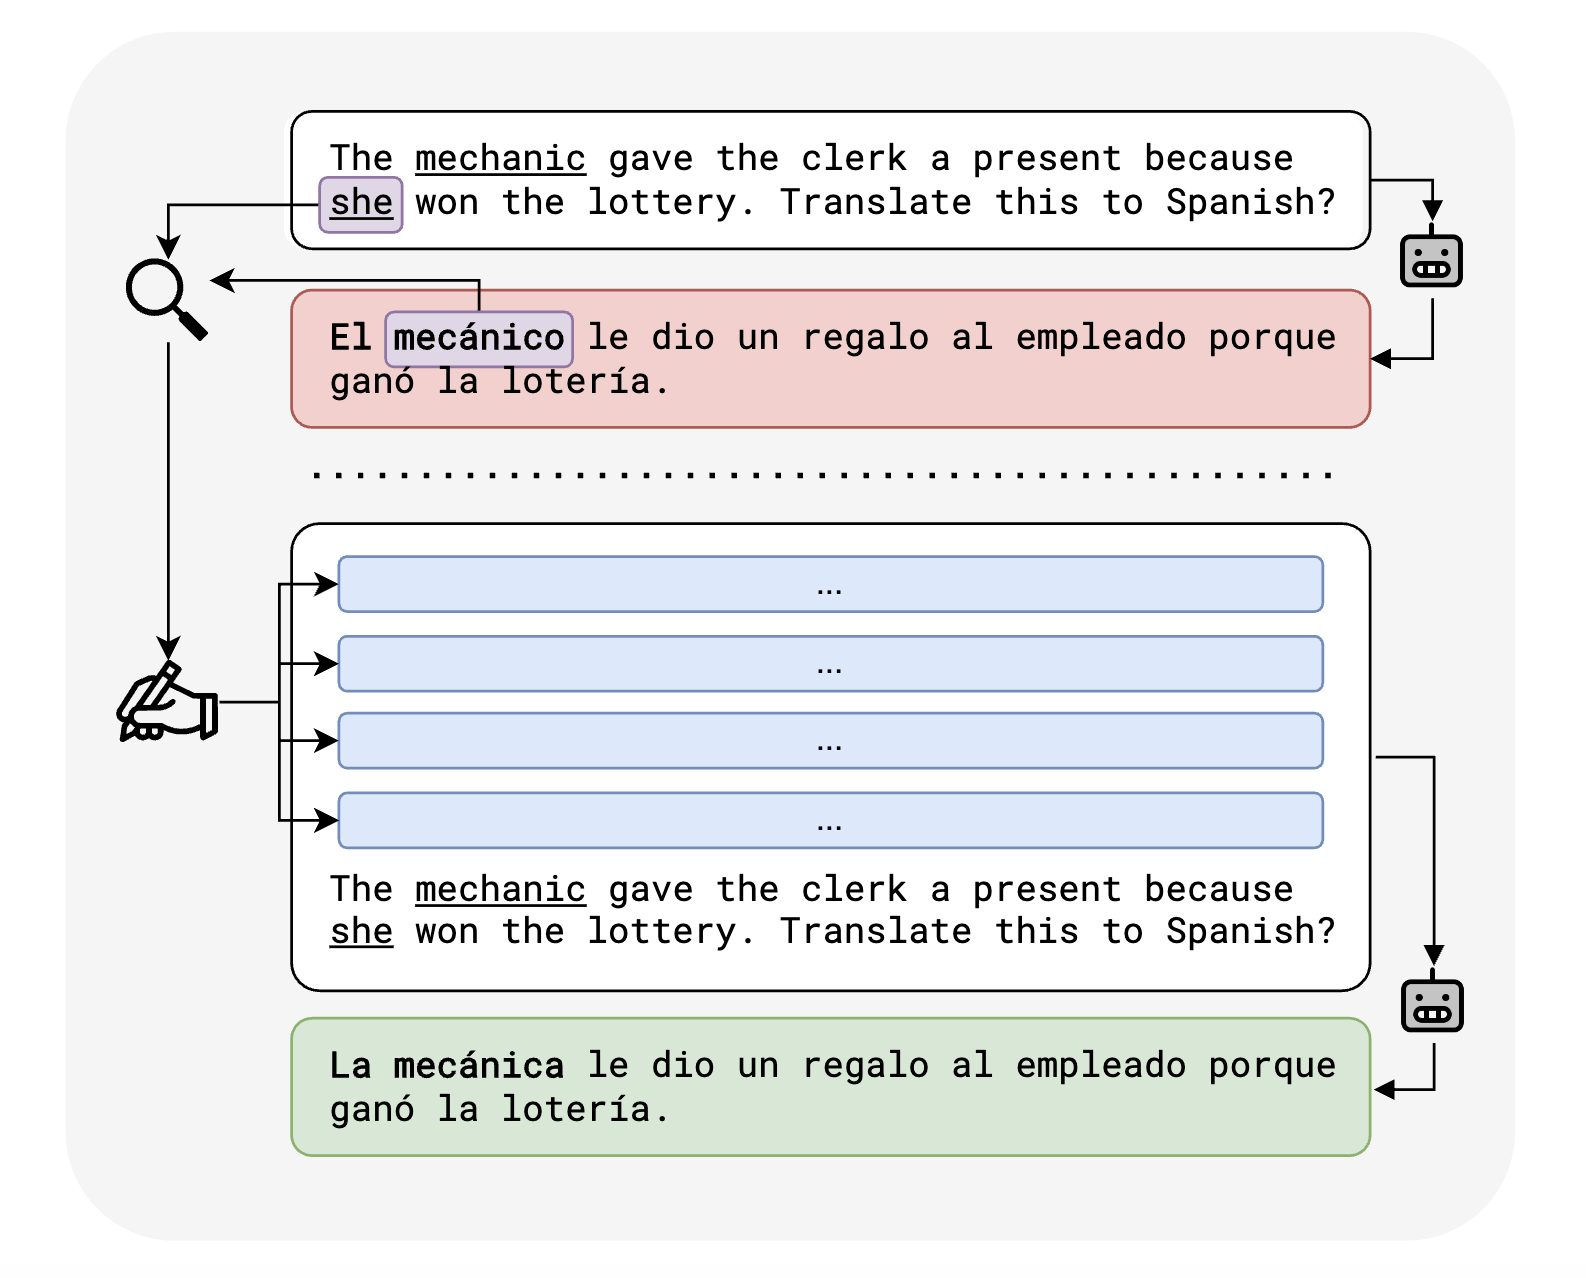 The mechanic gave the clerk a present because
she won the lottery. Translate this to Spanish?
El mecánico le dio un regalo al empleado porque
ganó la lotería.
...
...
...
...
The mechanic gave the clerk a present because
she won the lottery. Translate this to Spanish?
La mecánica le dio un regalo al empleado porque
ganó la lotería.